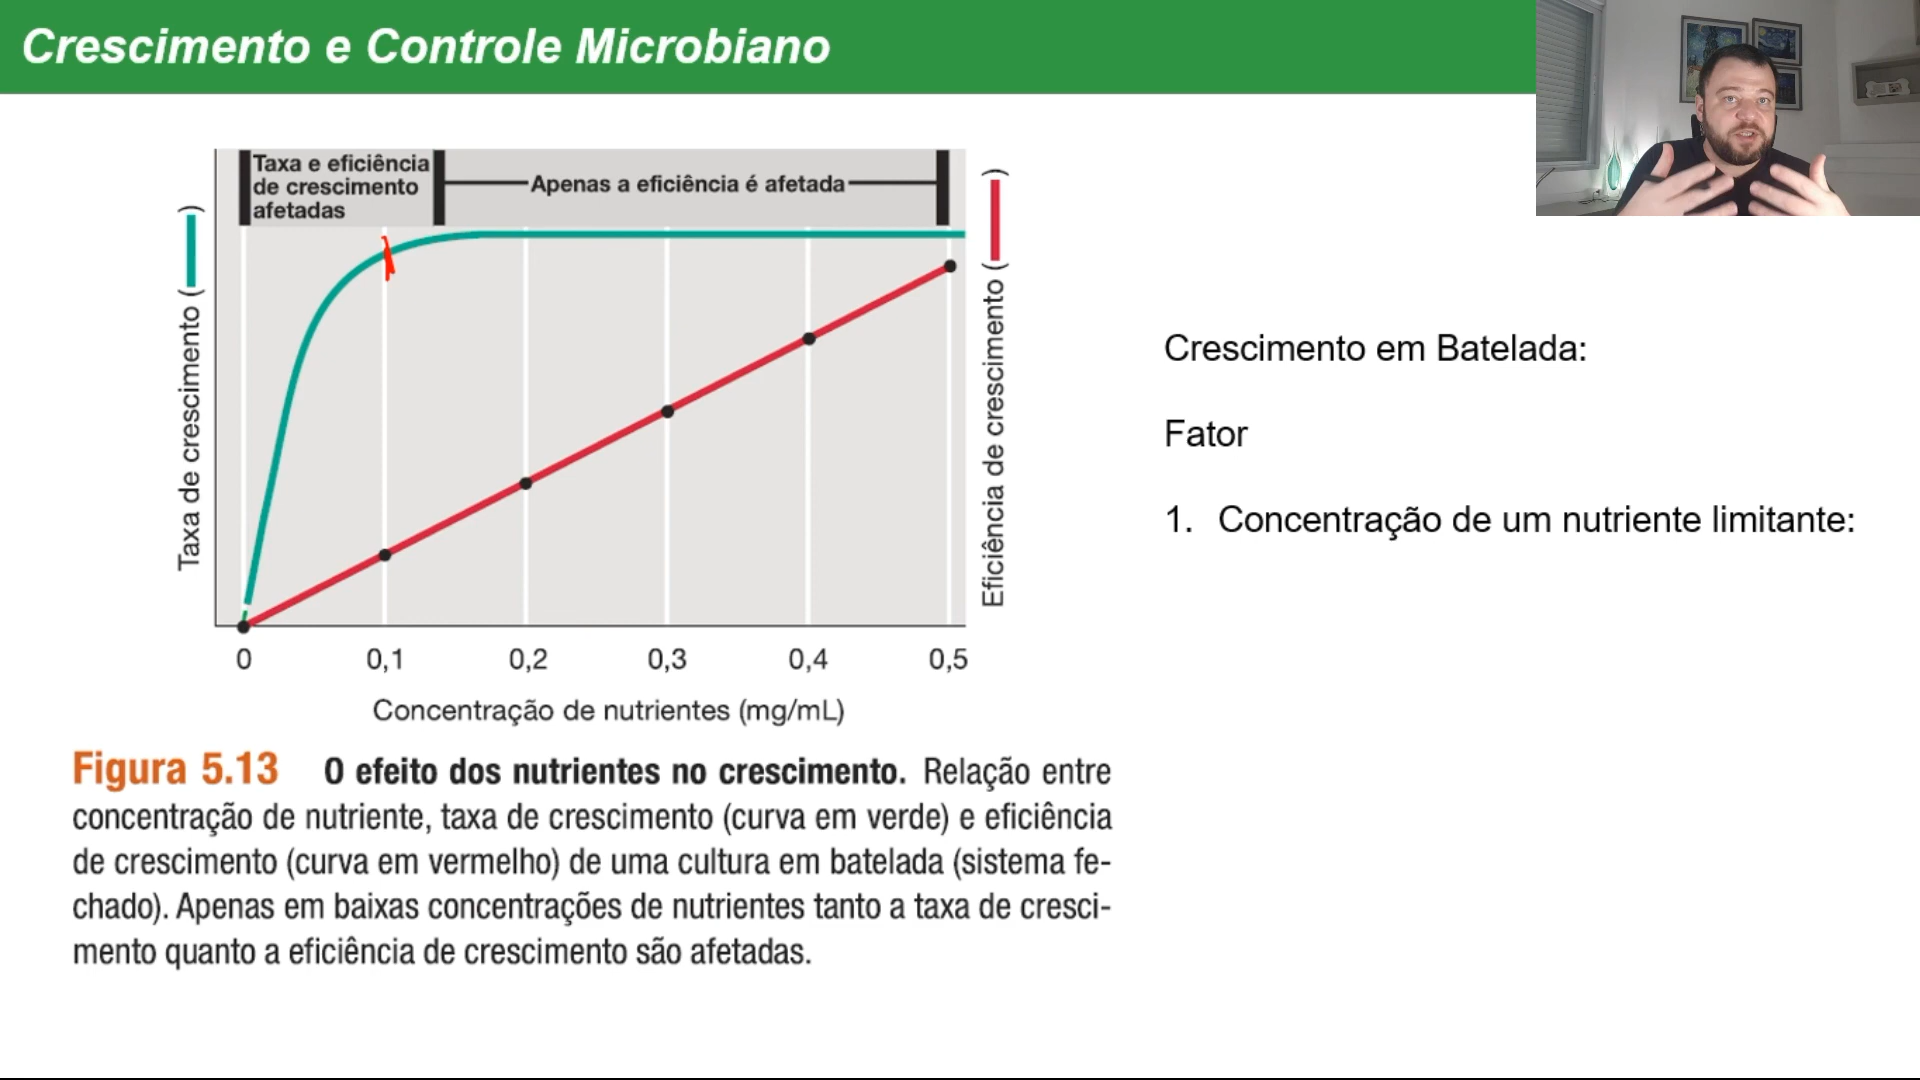 Crescimento e Controle Microbiano
Taxa e eficiência
de crescimento
afetadas
Apenas a eficiência é afetada
Taxa de crescimento ( )
Eficiência de crescimento ( )
0 0,1 0,2 0,3 0,4 0,5
Concentração de nutrientes (mg/mL)
Figura 5.13 O efeito dos nutrientes no crescimento. Relação entre
concentração de nutriente, taxa de crescimento (curva em verde) e eficiência
de crescimento (curva em vermelho) de uma cultura em batelada (sistema fe-
chado). Apenas em baixas concentrações de nutrientes tanto a taxa de cresci-
mento quanto a eficiência de crescimento são afetadas.
Crescimento em Batelada:
Fator
1. Concentração de um nutriente limitante: